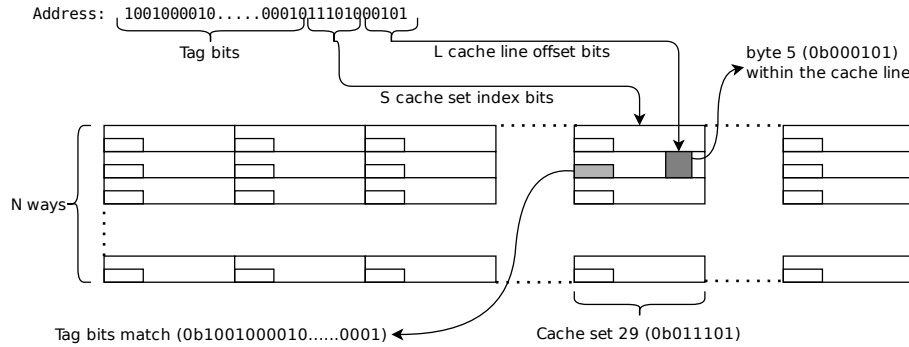 Address: 1001000010.....0001011101000101
Tag bits
L cache line offset bits
byte 5 (0b000101)
within the cache line
S cache set index bits
N ways
Tag bits match (0b1001000010......0001)
Cache set 29 (0b011101)